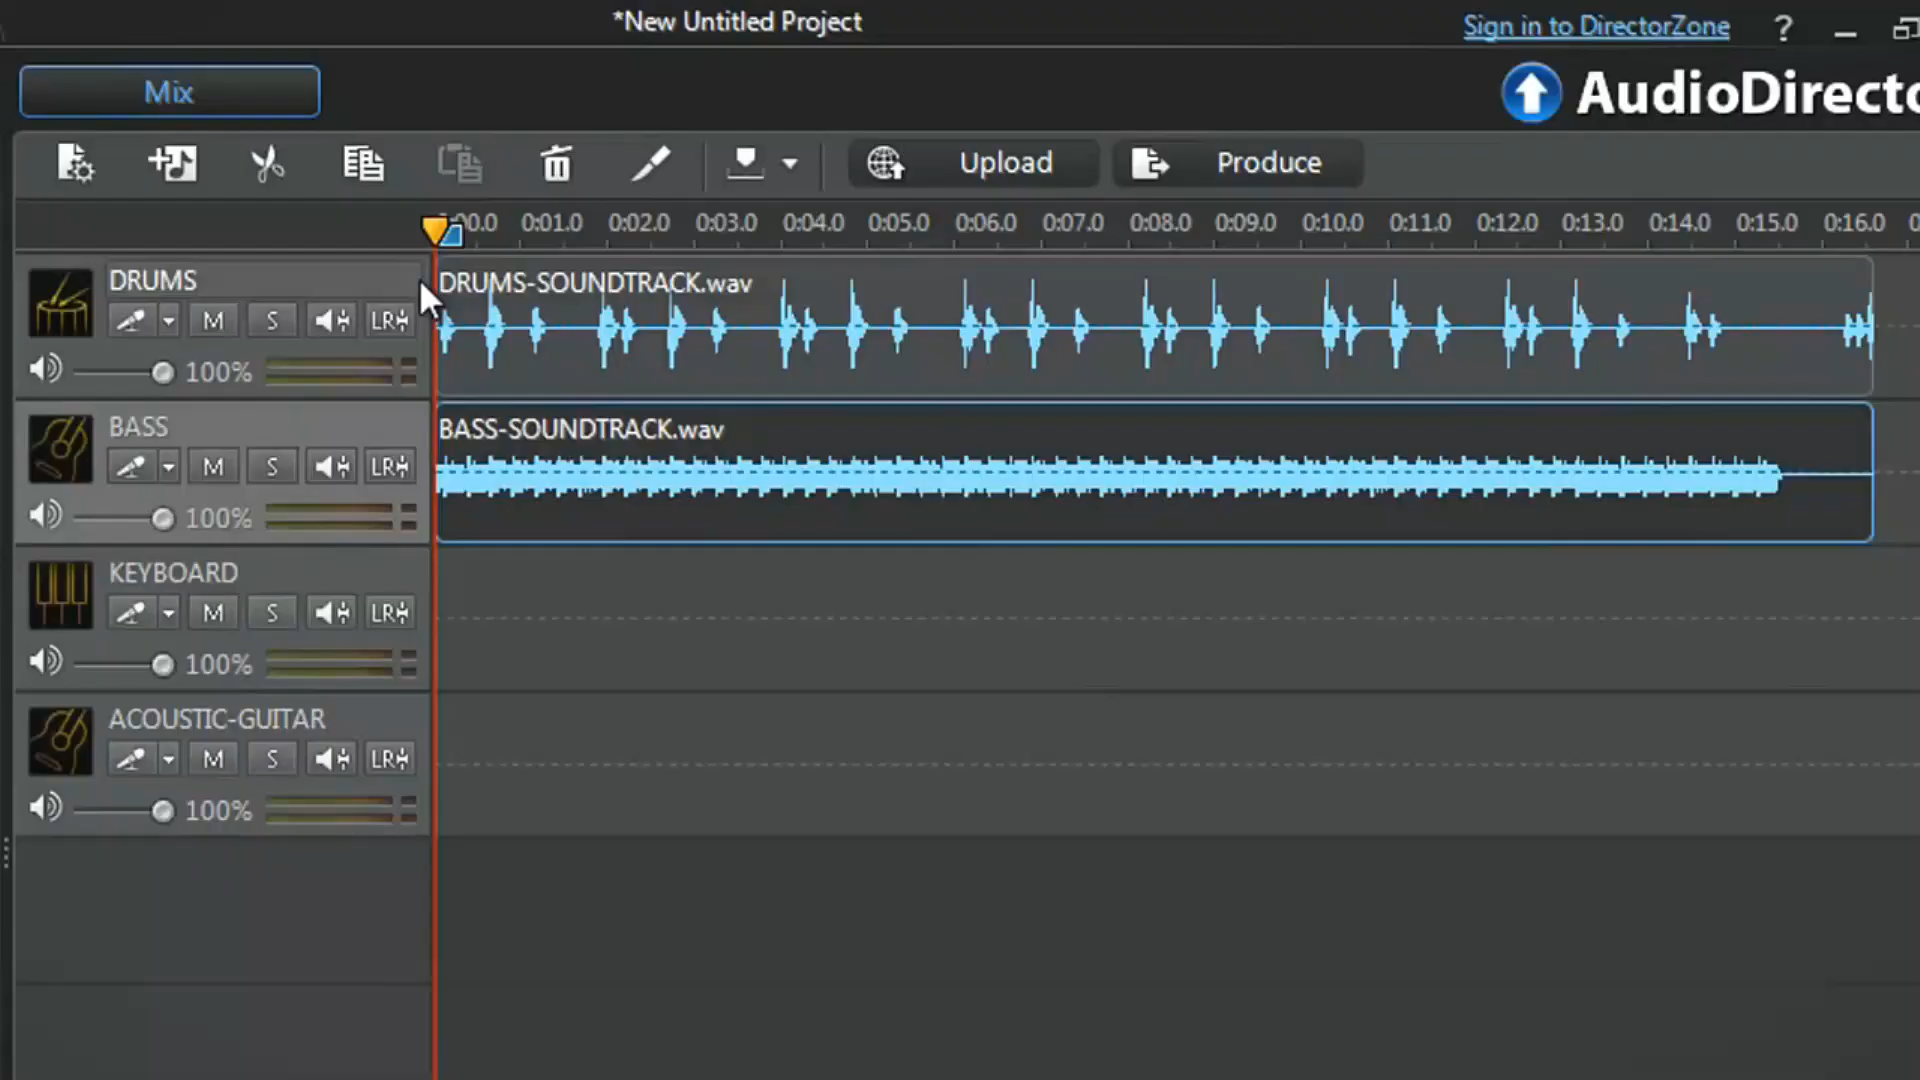 *New Untitled Project
Sign in to DirectorZone ?
Mix
AudioDirecto
Upload Produce
0:01.0 0:02.0 0:03.0 0:04.0 0:05.0 0:06.0 0:07.0 0:08.0 0:09.0 0:10.0 0:11.0 0:12.0 0:13.0 0:14.0 0:15.0 0:16.0
DRUMS
M S LR
100%
DRUMS-SOUNDTRACK.wav
BASS
M S LR
100%
BASS-SOUNDTRACK.wav
KEYBOARD
M S LR
100%
ACOUSTIC-GUITAR
M S LR
100%